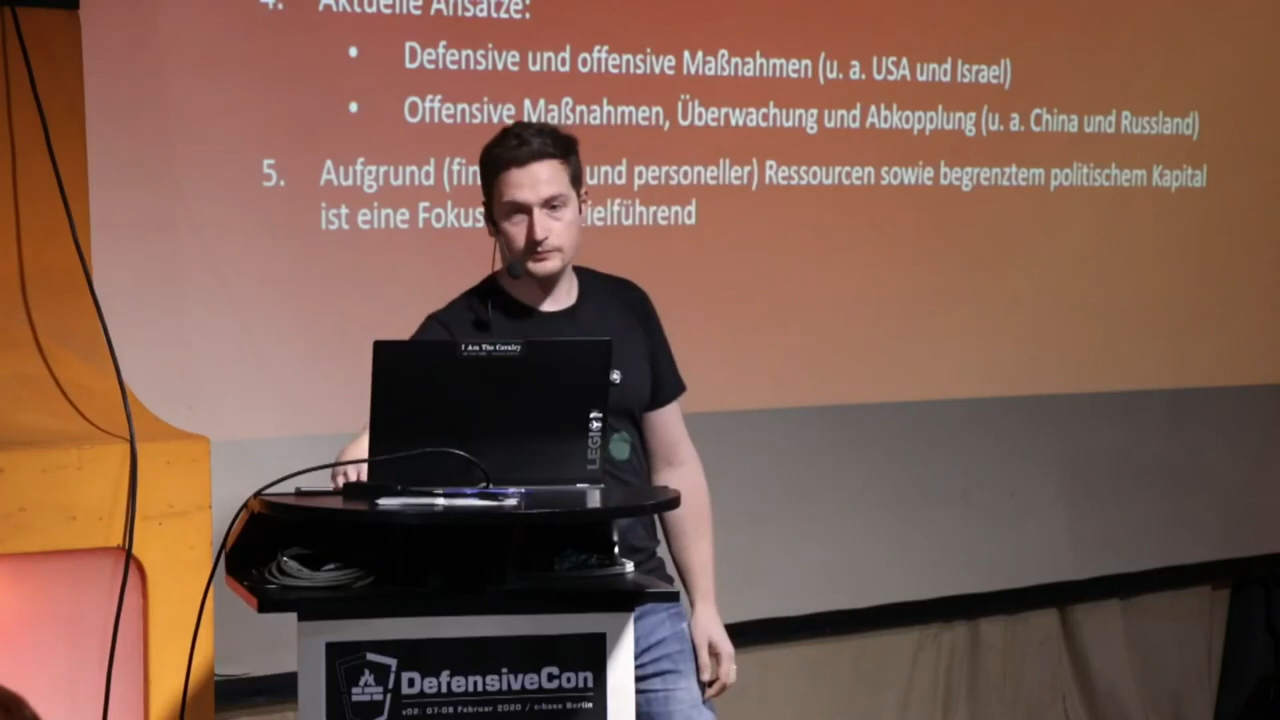 4. Aktuelle Ansätze:
• Defensive und offensive Maßnahmen (u. a. USA und Israel)
• Offensive Maßnahmen, Überwachung und Abkopplung (u. a. China und Russland)
5. Aufgrund (fin und personeller) Ressourcen sowie begrenztem politischem Kapital
ist eine Fokus ielführend
I Am The Cavalry
LEGION
DefensiveCon
v02: 07-08 Februar 2020 / c-base Berlin